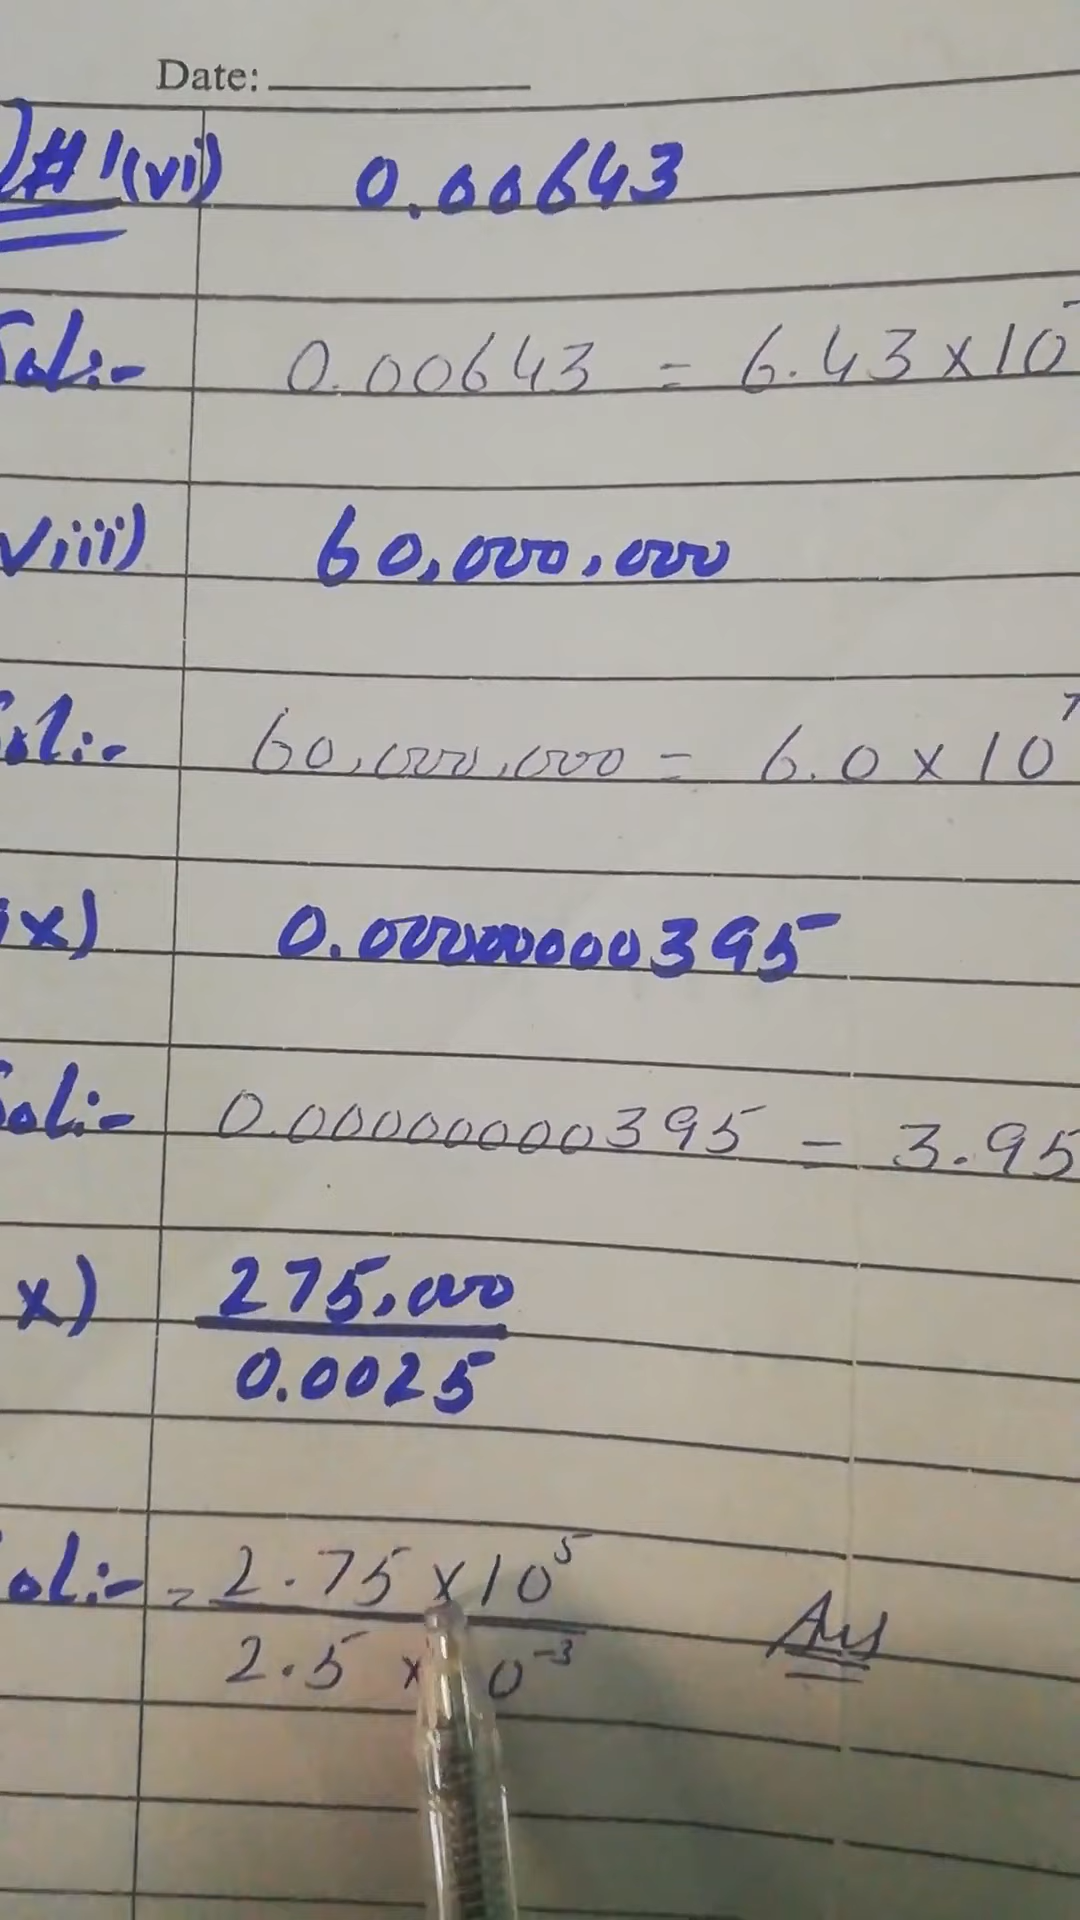 Date:
Q#1(vi) 0.00643
Sol:- 0.00643 = 6.43 x 10⁻
viii) 60,000,000
Sol:- 60,000,000 = 6.0 x 10⁷
ix) 0.00000000395
Sol:- 0.00000000395 = 3.95
x) 275,000
0.0025
Sol:- = 2.75 x 10⁵
2.5 x 10⁻³
Ans